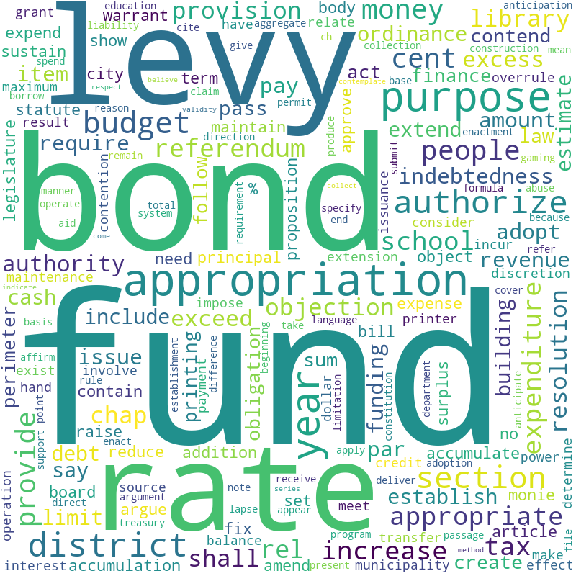 levy
bond
fund
rate
appropriation
purpose
authorize
district
year
section
school
people
tax
increase
appropriate
provide
budget
money
referendum
provision
library
ordinance
cent
contend
excess
finance
act
pass
pay
extend
amount
law
estimate
require
maintain
follow
indebtedness
adopt
revenue
authority
cash
need
principal
include
exceed
objection
expense
bill
printer
issue
printing
obligation
sum
funding
building
expenditure
resolution
perimeter
contain
chap
debt
reduce
raise
addition
par
accumulate
no
say
argue
limit
board
source
rel
set
meet
establish
monie
shall
fix
amend
balance
transfer
article
create
municipality
effect
make
interest
accumulation
operation
determine
power
surplus
credit
dollar
payment
impose
object
incur
discretion
issuance
proposition
approve
consider
contention
legislature
statute
result
item
sustain
expend
show
warrant
city
term
have
relate
body
grant
education
aggregate
cite
liability
spend
borrow
maximum
reason
believe
respect
validity
claim
give
ch
collection
base
permit
direction
construction
mean
anticipation
overrule
enactment
produce
submit
contemplate
collect
formula
gaming
abuse
because
refer
specify
end
extension
requirement
total
system
remain
manner
operate
aid
maintenance
indicate
basis
affirm
exist
hand
involve
rule
support
point
direct
enact
establishment
difference
take
language
beginning
limitation
constitution
department
cover
anticipate
apply
adoption
receive
deliver
argument
note
series
treasury
lapse
appear
program
present
method
passage
file